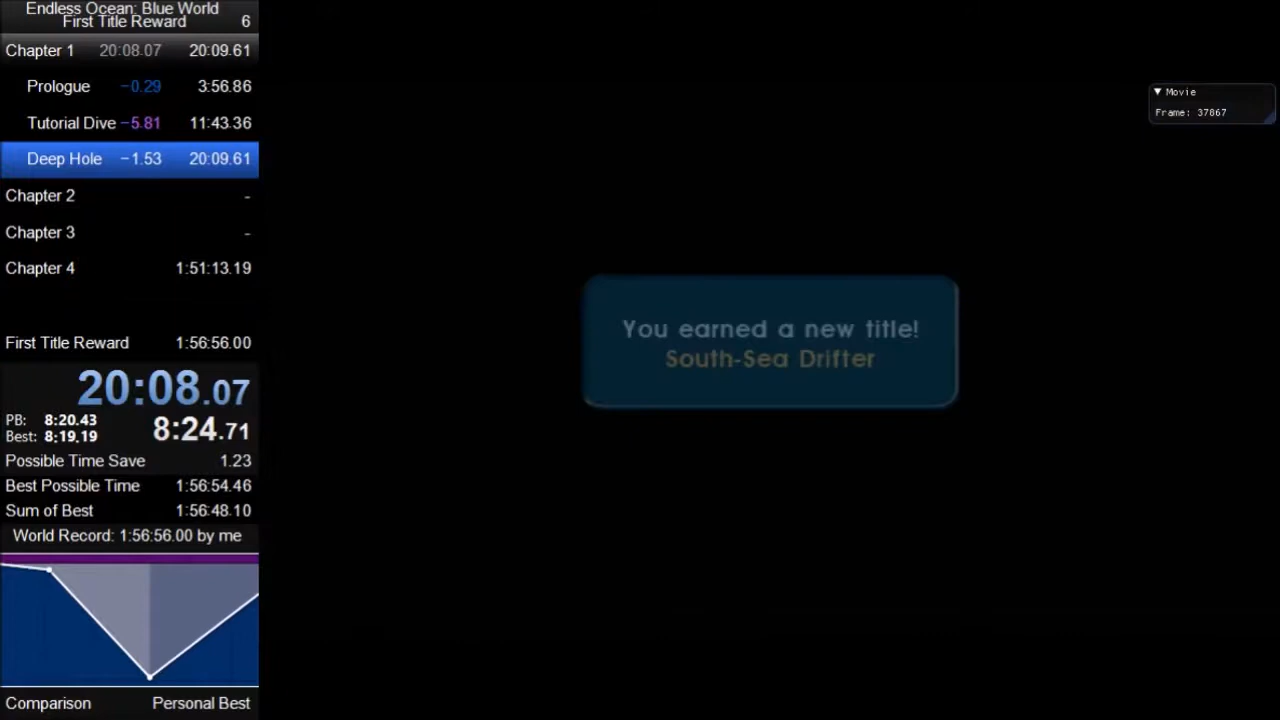 Endless Ocean: Blue World
First Title Reward 6
Chapter 1 20:08.07 20:09.61
Prologue −0.29 3:56.86
Tutorial Dive −5.81 11:43.36
Deep Hole −1.53 20:09.61
Chapter 2 -
Chapter 3 -
Chapter 4 1:51:13.19
First Title Reward 1:56:56.00
20:08.07
PB: 8:20.43
Best: 8:19.19
8:24.71
Possible Time Save 1.23
Best Possible Time 1:56:54.46
Sum of Best 1:56:48.10
World Record: 1:56:56.00 by me
Comparison Personal Best
You earned a new title!
South-Sea Drifter
▼ Movie
Frame: 37867